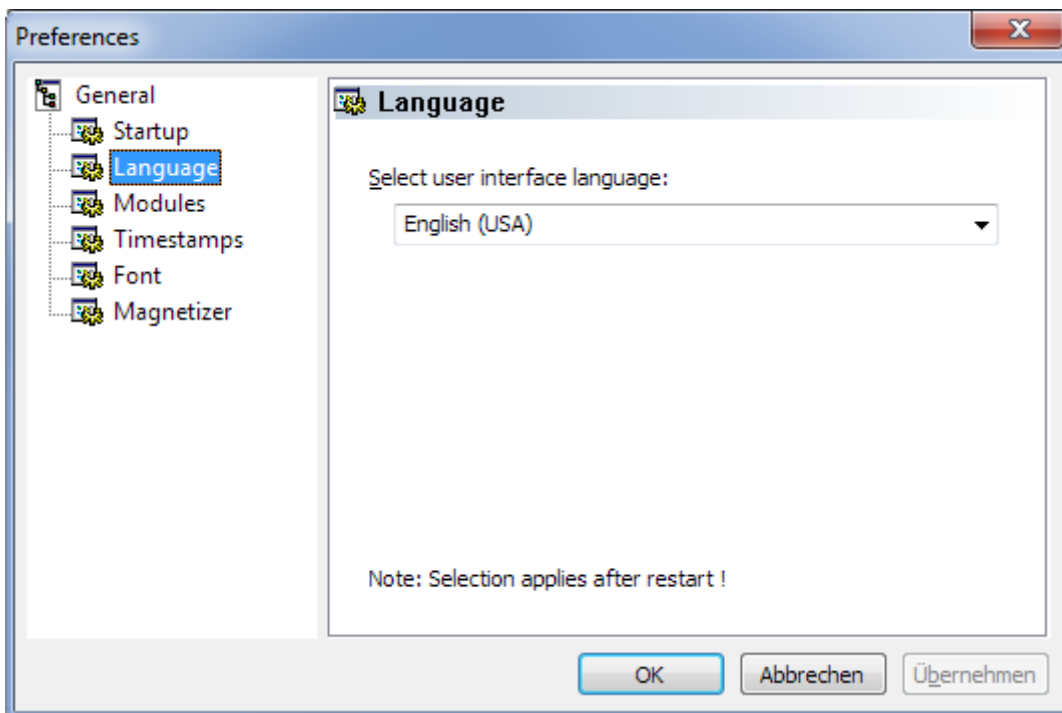 Preferences
General
Startup
Language
Modules
Timestamps
Font
Magnetizer
Language
Select user interface language:
English (USA)
Note: Selection applies after restart !
OK
Abbrechen
Übernehmen